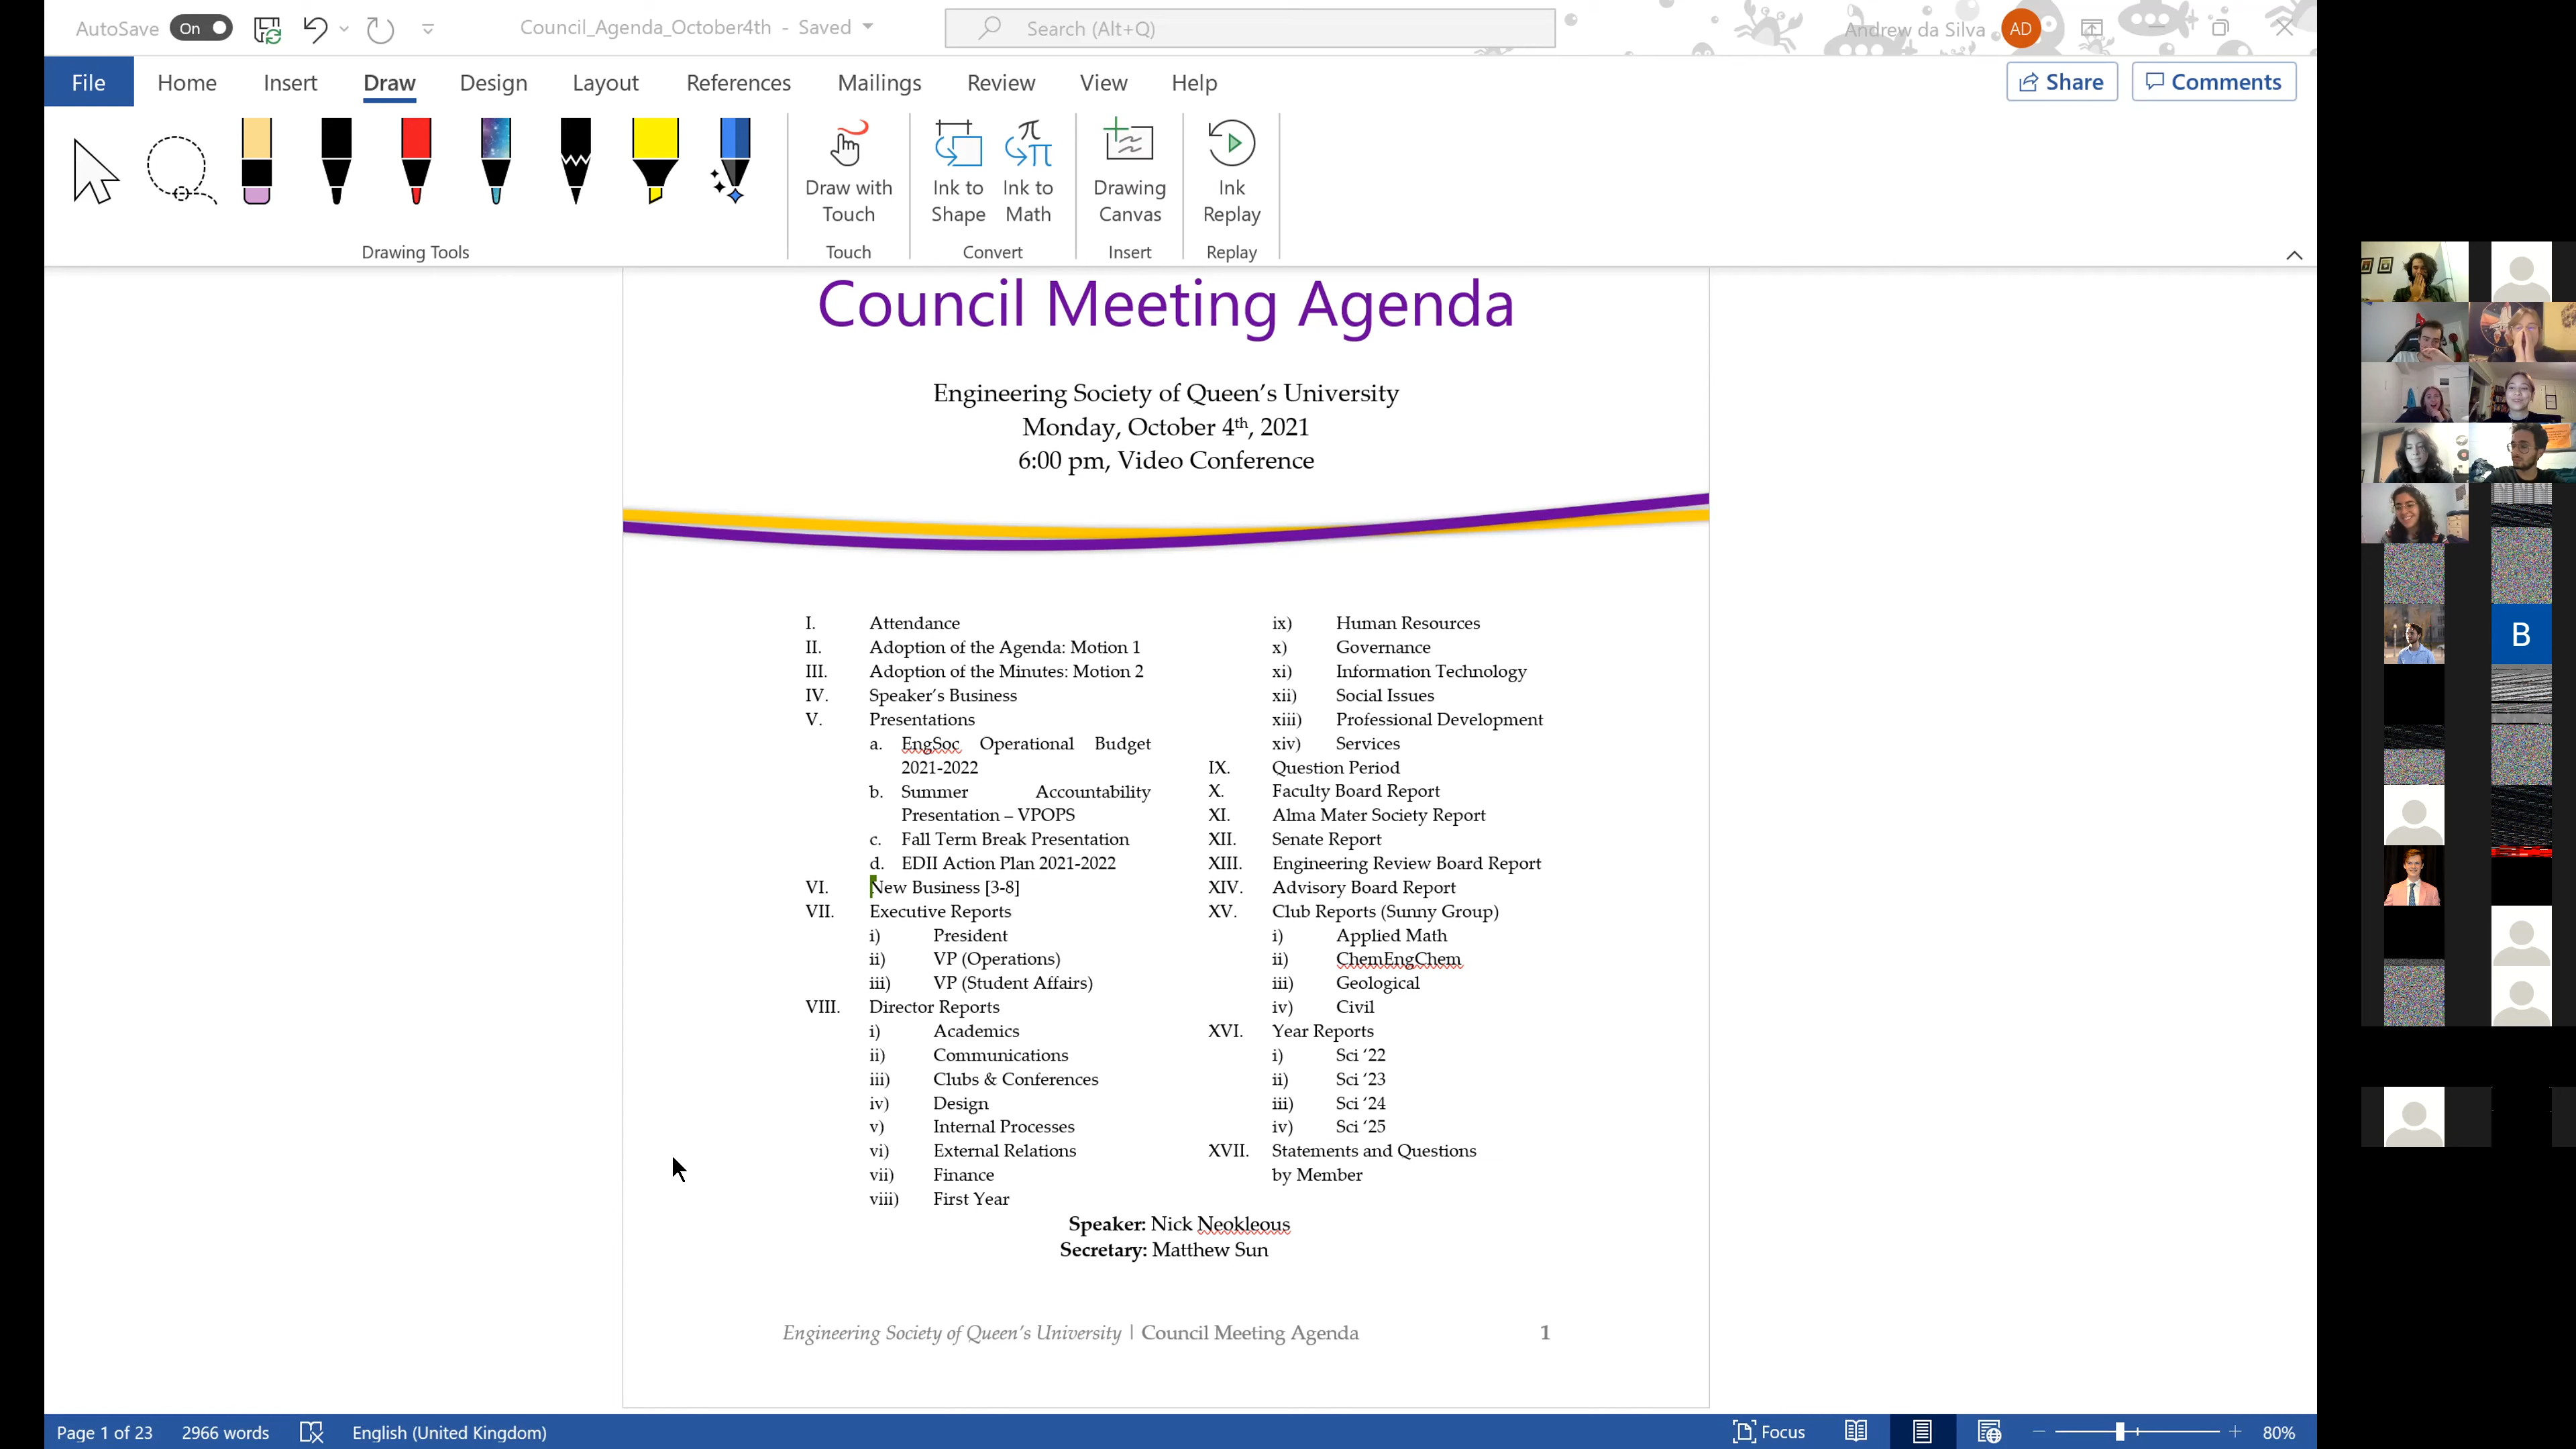 AutoSave On Council_Agenda_October4th - Saved Search (Alt+Q) Andrew da Silva AD
File Home Insert Draw Design Layout References Mailings Review View Help Share Comments
Draw with Touch
Ink to Shape
Ink to Math
Drawing Canvas
Ink Replay
Drawing Tools Touch Convert Insert Replay
Council Meeting Agenda
Engineering Society of Queen's University
Monday, October 4th, 2021
6:00 pm, Video Conference
I. Attendance
II. Adoption of the Agenda: Motion 1
III. Adoption of the Minutes: Motion 2
IV. Speaker's Business
V. Presentations
a. EngSoc Operational Budget
2021-2022
b. Summer Accountability
Presentation – VPOPS
c. Fall Term Break Presentation
d. EDII Action Plan 2021-2022
VI. New Business [3-8]
VII. Executive Reports
i) President
ii) VP (Operations)
iii) VP (Student Affairs)
VIII. Director Reports
i) Academics
ii) Communications
iii) Clubs & Conferences
iv) Design
v) Internal Processes
vi) External Relations
vii) Finance
viii) First Year
ix) Human Resources
x) Governance
xi) Information Technology
xii) Social Issues
xiii) Professional Development
xiv) Services
IX. Question Period
X. Faculty Board Report
XI. Alma Mater Society Report
XII. Senate Report
XIII. Engineering Review Board Report
XIV. Advisory Board Report
XV. Club Reports (Sunny Group)
i) Applied Math
ii) ChemEngChem
iii) Geological
iv) Civil
XVI. Year Reports
i) Sci '22
ii) Sci '23
iii) Sci '24
iv) Sci '25
XVII. Statements and Questions
by Member
Speaker: Nick Neokleous
Secretary: Matthew Sun
Engineering Society of Queen's University | Council Meeting Agenda 1
B
Page 1 of 23 2966 words English (United Kingdom) Focus 80%